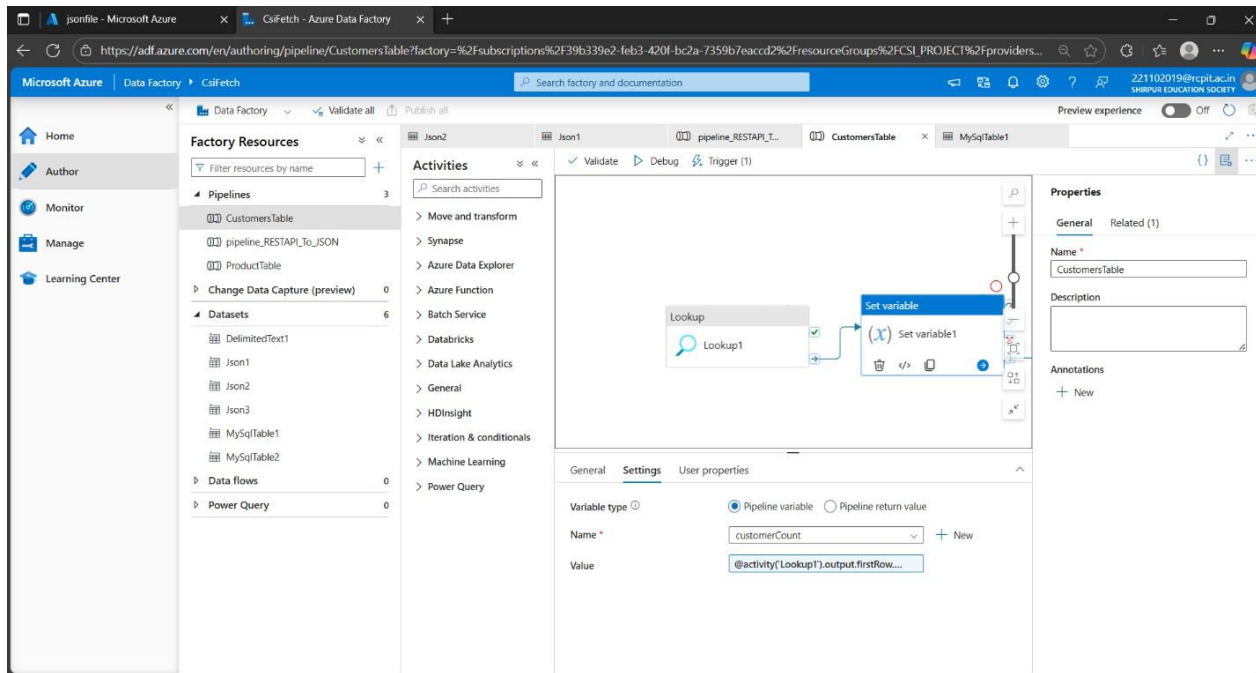 jsonfile - Microsoft Azure
CsiFetch - Azure Data Factory
https://adf.azure.com/en/authoring/pipeline/CustomersTable?factory=%2Fsubscriptions%2F39b339e2-feb3-420f-bc2a-7359b7eaccd2%2FresourceGroups%2FCSI_PROJECT%2Fproviders...
Microsoft Azure
Data Factory
CsiFetch
Search factory and documentation
221102019@rcpit.ac.in
SHIRPUR EDUCATION SOCIETY
Data Factory
Validate all
Publish all
Preview experience
Off
Home
Author
Monitor
Manage
Learning Center
Factory Resources
Filter resources by name
Pipelines 3
CustomersTable
pipeline_RESTAPI_To_JSON
ProductTable
Change Data Capture (preview) 0
Datasets 6
DelimitedText1
Json1
Json2
Json3
MySqlTable1
MySqlTable2
Data flows 0
Power Query 0
Json2
Json1
pipeline_RESTAPI_T...
CustomersTable
MySqlTable1
Activities
Search activities
Move and transform
Synapse
Azure Data Explorer
Azure Function
Batch Service
Databricks
Data Lake Analytics
General
HDInsight
Iteration & conditionals
Machine Learning
Power Query
Validate
Debug
Trigger (1)
Lookup
Lookup1
Set variable
(x) Set variable1
General
Settings
User properties
Variable type
Pipeline variable
Pipeline return value
Name *
customerCount
New
Value
@activity('Lookup1').output.firstRow....
Properties
General
Related (1)
Name *
CustomersTable
Description
Annotations
New